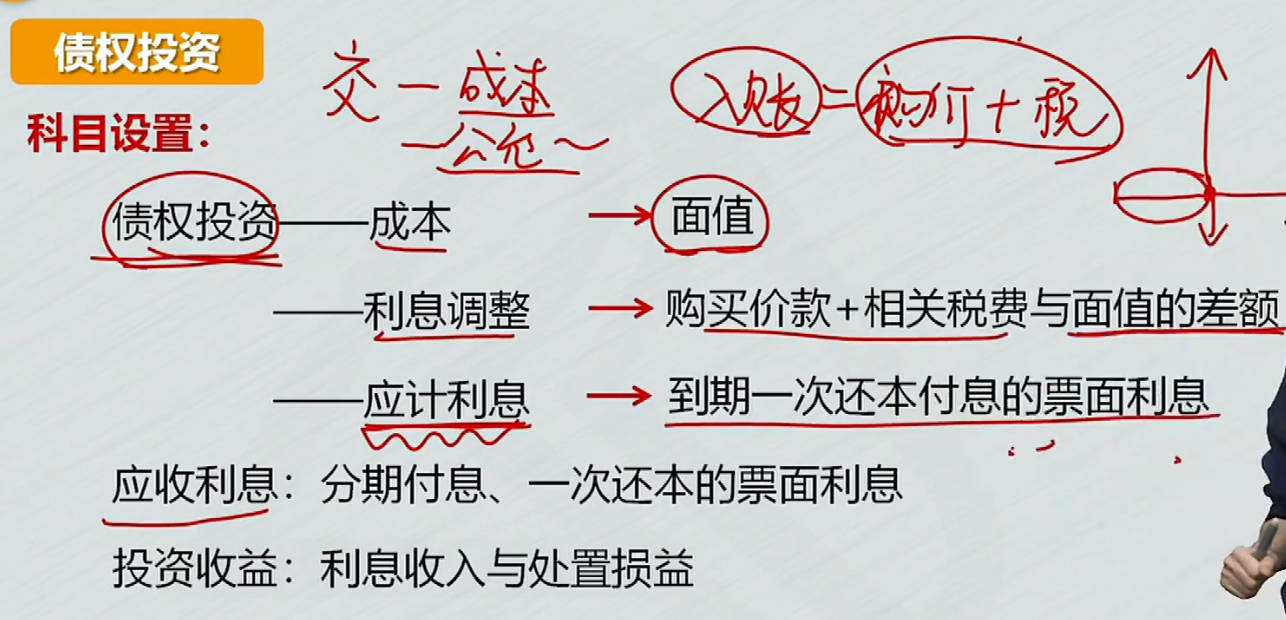 债权投资
交 — 成本
— 公允～
入账 = 购价 + 税
科目设置：
债权投资——成本 → 面值
——利息调整 → 购买价款+相关税费与面值的差额
——应计利息 → 到期一次还本付息的票面利息
应收利息：分期付息、一次还本的票面利息
投资收益：利息收入与处置损益